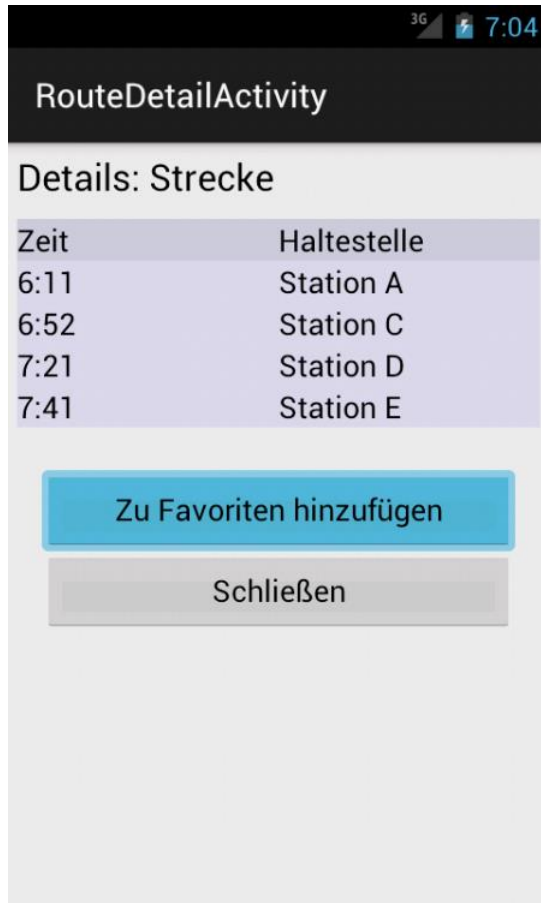 3G 7:04
RouteDetailActivity
Details: Strecke
Zeit Haltestelle
6:11 Station A
6:52 Station C
7:21 Station D
7:41 Station E
Zu Favoriten hinzufügen
Schließen